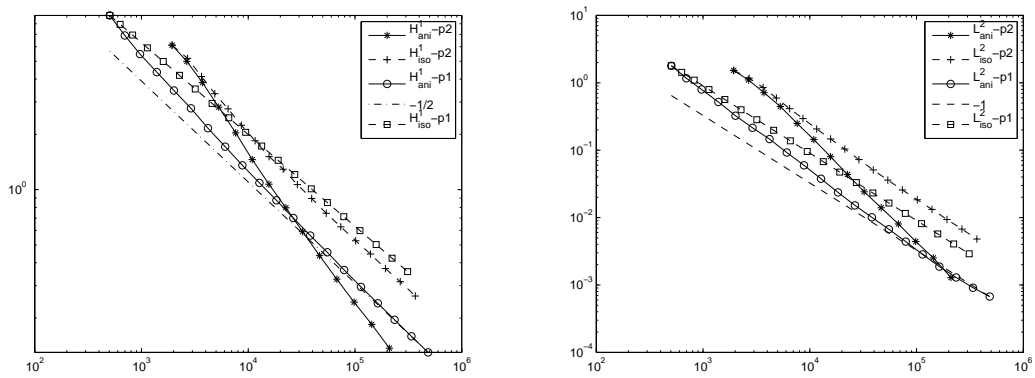 H¹ani−p2
H¹iso−p2
H¹ani−p1
−1/2
H¹iso−p1
10⁰
10²
10³
10⁴
10⁵
10⁶
L²ani−p2
L²iso−p2
L²ani−p1
−1
L²iso−p1
10¹
10⁰
10⁻¹
10⁻²
10⁻³
10⁻⁴
10²
10³
10⁴
10⁵
10⁶